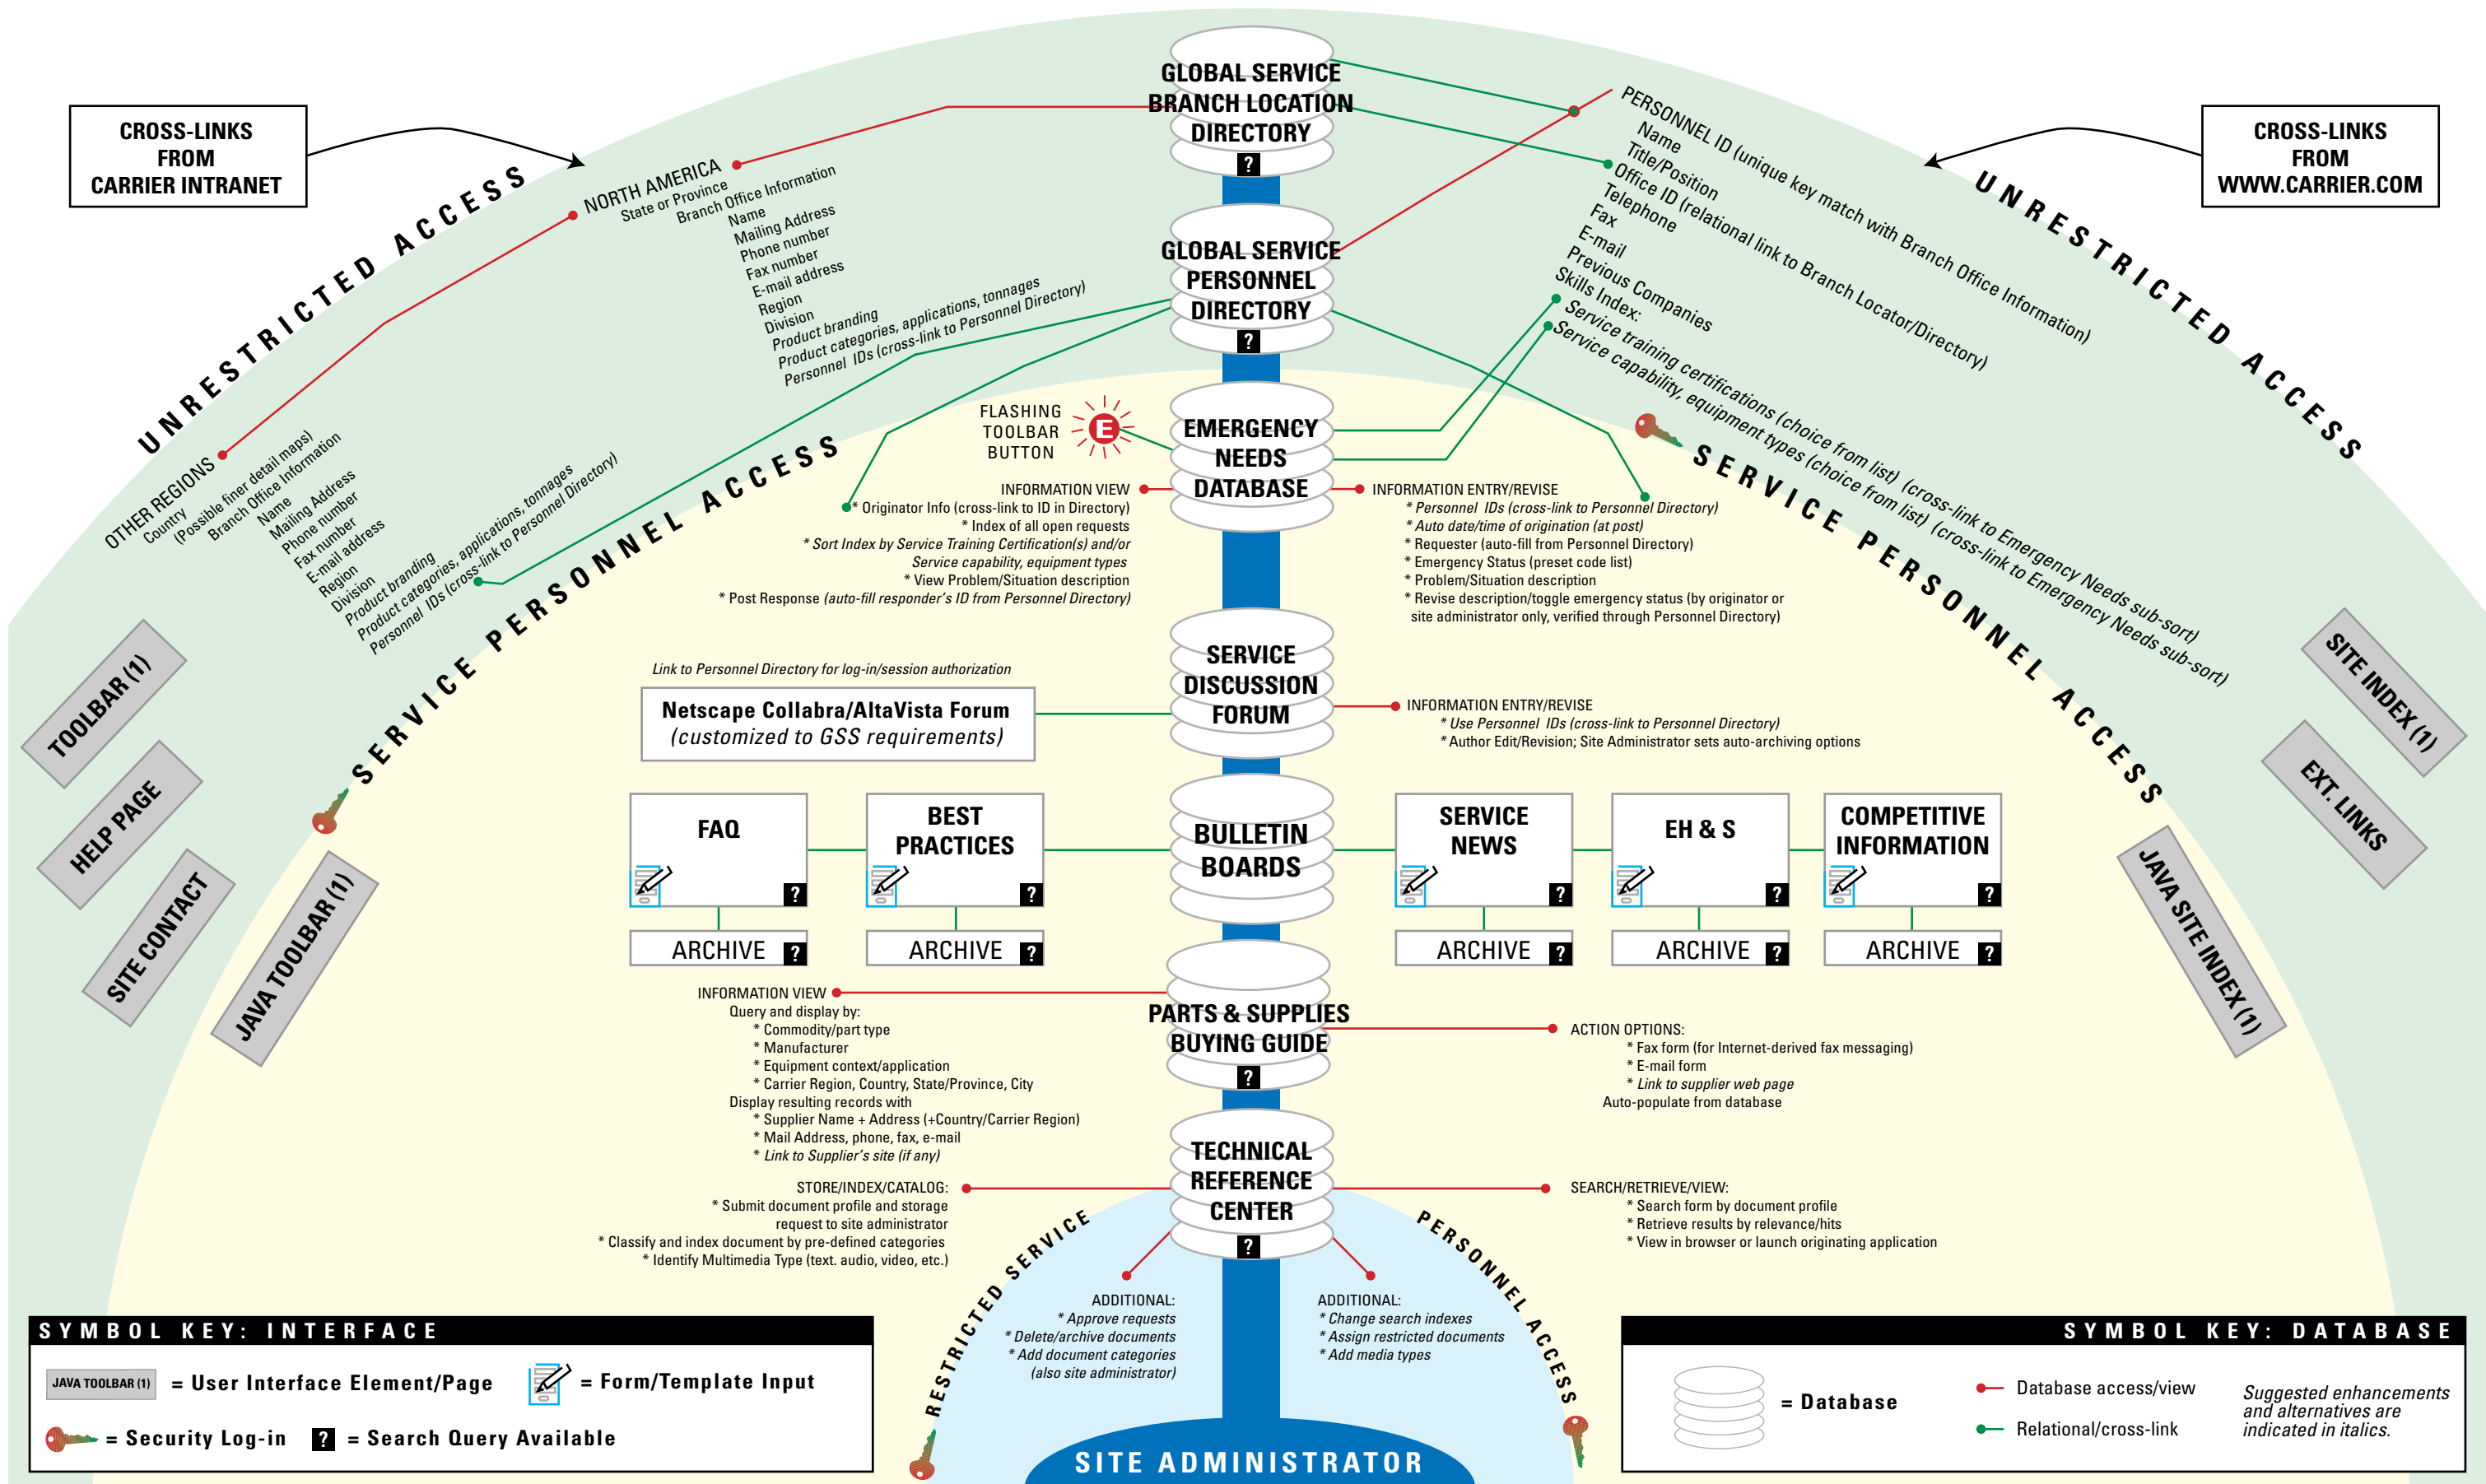 GLOBAL SERVICE
BRANCH LOCATION
DIRECTORY
?
CROSS-LINKS
FROM
CARRIER INTRANET
CROSS-LINKS
FROM
WWW.CARRIER.COM
UNRESTRICTED ACCESS
UNRESTRICTED ACCESS
NORTH AMERICA
State or Province
Branch Office Information
Name
Mailing Address
Phone number
Fax number
E-mail address
Region
Division
Product branding
Product categories, applications, tonnages
Personnel IDs (cross-link to Personnel Directory)
PERSONNEL ID (unique key match with Branch Office Information)
Name
Title/Position
Office ID (relational link to Branch Locator/Directory)
Telephone
Fax
E-mail
Previous Companies
Skills Index:
Service training certifications (choice from list) (cross-link to Emergency Needs sub-sort)
Service capability, equipment types (choice from list) (cross-link to Emergency Needs sub-sort)
GLOBAL SERVICE
PERSONNEL
DIRECTORY
?
OTHER REGIONS
Country
(Possible finer detail maps)
Branch Office Information
Name
Mailing Address
Phone number
Fax number
E-mail address
Region
Division
Product branding
Product categories, applications, tonnages
Personnel IDs (cross-link to Personnel Directory)
SERVICE PERSONNEL ACCESS
SERVICE PERSONNEL ACCESS
FLASHING
TOOLBAR
BUTTON
E
EMERGENCY
NEEDS
DATABASE
INFORMATION VIEW
* Originator Info (cross-link to ID in Directory)
* Index of all open requests
* Sort Index by Service Training Certification(s) and/or
Service capability, equipment types
* View Problem/Situation description
* Post Response (auto-fill responder's ID from Personnel Directory)
INFORMATION ENTRY/REVISE
* Personnel IDs (cross-link to Personnel Directory)
* Auto date/time of origination (at post)
* Requester (auto-fill from Personnel Directory)
* Emergency Status (preset code list)
* Problem/Situation description
* Revise description/toggle emergency status (by originator or
site administrator only, verified through Personnel Directory)
SERVICE
DISCUSSION
FORUM
Link to Personnel Directory for log-in/session authorization
Netscape Collabra/AltaVista Forum
(customized to GSS requirements)
INFORMATION ENTRY/REVISE
* Use Personnel IDs (cross-link to Personnel Directory)
* Author Edit/Revision; Site Administrator sets auto-archiving options
TOOLBAR (1)
HELP PAGE
SITE CONTACT
JAVA TOOLBAR (1)
SITE INDEX (1)
EXT. LINKS
JAVA SITE INDEX (1)
FAQ
?
BEST
PRACTICES
?
BULLETIN
BOARDS
SERVICE
NEWS
?
EH & S
?
COMPETITIVE
INFORMATION
?
ARCHIVE ?
ARCHIVE ?
ARCHIVE ?
ARCHIVE ?
ARCHIVE ?
PARTS & SUPPLIES
BUYING GUIDE
?
INFORMATION VIEW
Query and display by:
* Commodity/part type
* Manufacturer
* Equipment context/application
* Carrier Region, Country, State/Province, City
Display resulting records with
* Supplier Name + Address (+Country/Carrier Region)
* Mail Address, phone, fax, e-mail
* Link to Supplier's site (if any)
ACTION OPTIONS:
* Fax form (for Internet-derived fax messaging)
* E-mail form
* Link to supplier web page
Auto-populate from database
TECHNICAL
REFERENCE
CENTER
?
STORE/INDEX/CATALOG:
* Submit document profile and storage
request to site administrator
* Classify and index document by pre-defined categories
* Identify Multimedia Type (text. audio, video, etc.)
SEARCH/RETRIEVE/VIEW:
* Search form by document profile
* Retrieve results by relevance/hits
* View in browser or launch originating application
RESTRICTED SERVICE
PERSONNEL ACCESS
ADDITIONAL:
* Approve requests
* Delete/archive documents
* Add document categories
(also site administrator)
ADDITIONAL:
* Change search indexes
* Assign restricted documents
* Add media types
SITE ADMINISTRATOR
SYMBOL KEY: INTERFACE
JAVA TOOLBAR (1) = User Interface Element/Page
= Form/Template Input
= Security Log-in
? = Search Query Available
SYMBOL KEY: DATABASE
= Database
Database access/view
Relational/cross-link
Suggested enhancements
and alternatives are
indicated in italics.